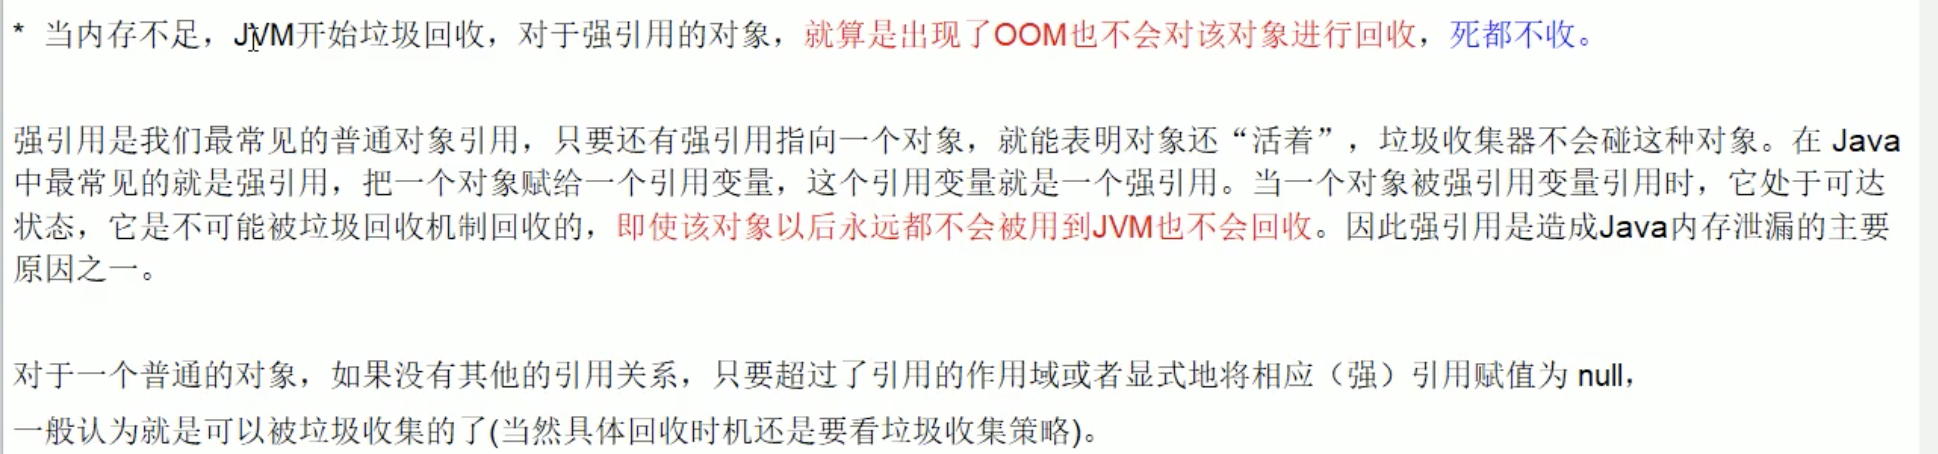 * 当内存不足，JVM开始垃圾回收，对于强引用的对象，就算是出现了OOM也不会对该对象进行回收，死都不收。
强引用是我们最常见的普通对象引用，只要还有强引用指向一个对象，就能表明对象还“活着”，垃圾收集器不会碰这种对象。在 Java
中最常见的就是强引用，把一个对象赋给一个引用变量，这个引用变量就是一个强引用。当一个对象被强引用变量引用时，它处于可达
状态，它是不可能被垃圾回收机制回收的，即使该对象以后永远都不会被用到JVM也不会回收。因此强引用是造成Java内存泄漏的主要
原因之一。
对于一个普通的对象，如果没有其他的引用关系，只要超过了引用的作用域或者显式地将相应（强）引用赋值为 null，
一般认为就是可以被垃圾收集的了(当然具体回收时机还是要看垃圾收集策略)。